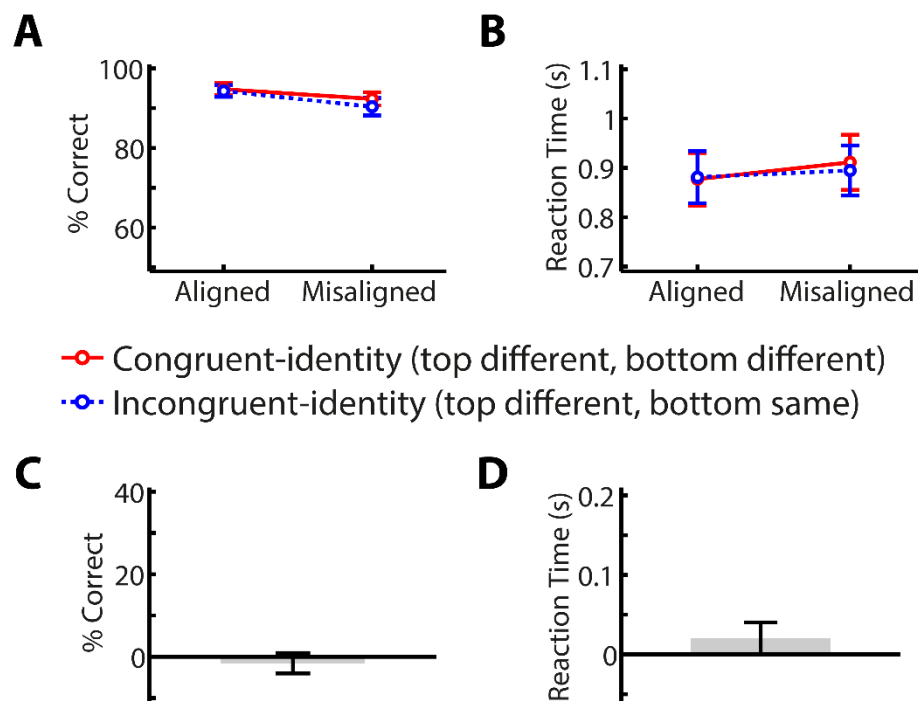 A
% Correct
100
80
60
Aligned Misaligned
B
Reaction Time (s)
1.1
1
0.9
0.8
0.7
Aligned Misaligned
Congruent-identity (top different, bottom different)
Incongruent-identity (top different, bottom same)
C
% Correct
40
20
0
D
Reaction Time (s)
0.2
0.1
0